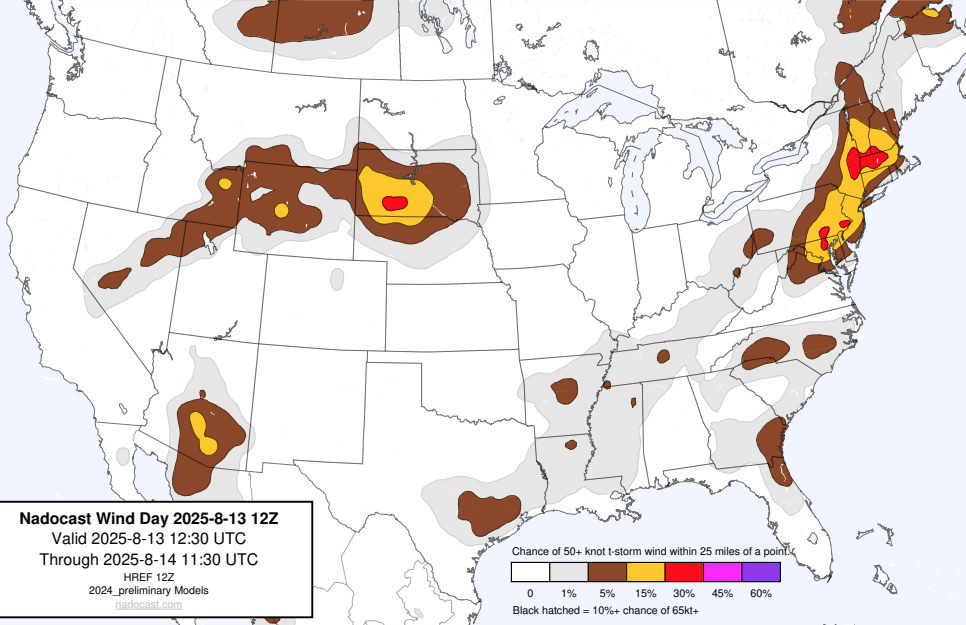 Nadocast Wind Day 2025-8-13 12Z
Valid 2025-8-13 12:30 UTC
Through 2025-8-14 11:30 UTC
HREF 12Z
2024_preliminary Models
nadocast.com
Chance of 50+ knot t-storm wind within 25 miles of a point.
0 1% 5% 15% 30% 45% 60%
Black hatched = 10%+ chance of 65kt+